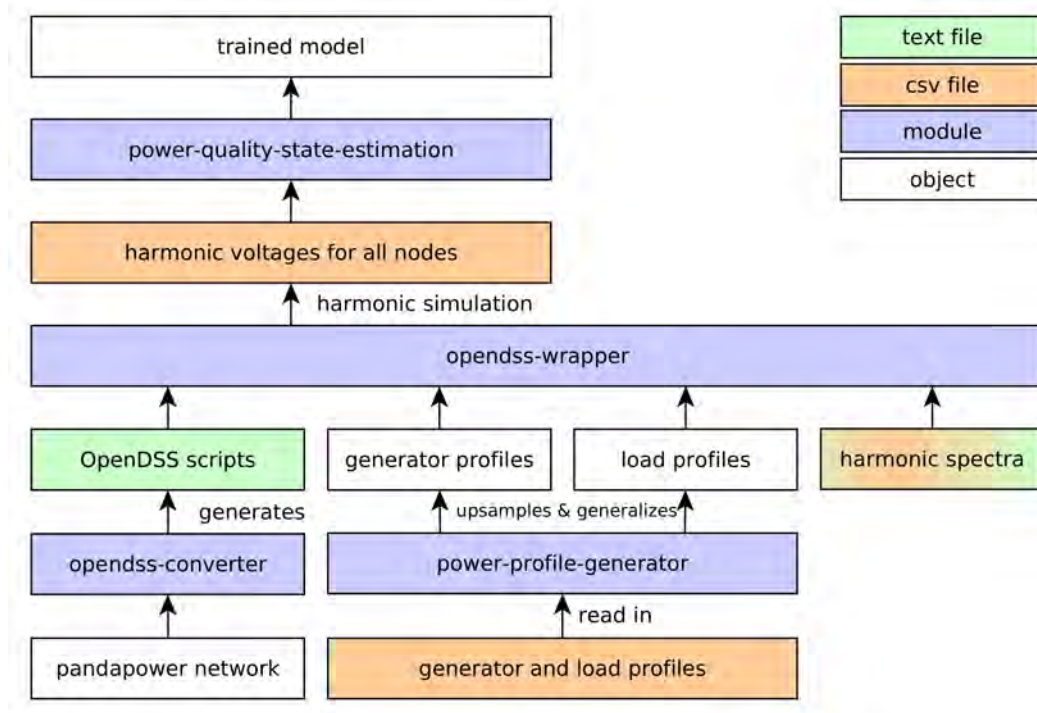 trained model
text file
csv file
power-quality-state-estimation
module
object
harmonic voltages for all nodes
harmonic simulation
opendss-wrapper
OpenDSS scripts
generator profiles
load profiles
harmonic spectra
generates
upsamples & generalizes
opendss-converter
power-profile-generator
read in
pandapower network
generator and load profiles